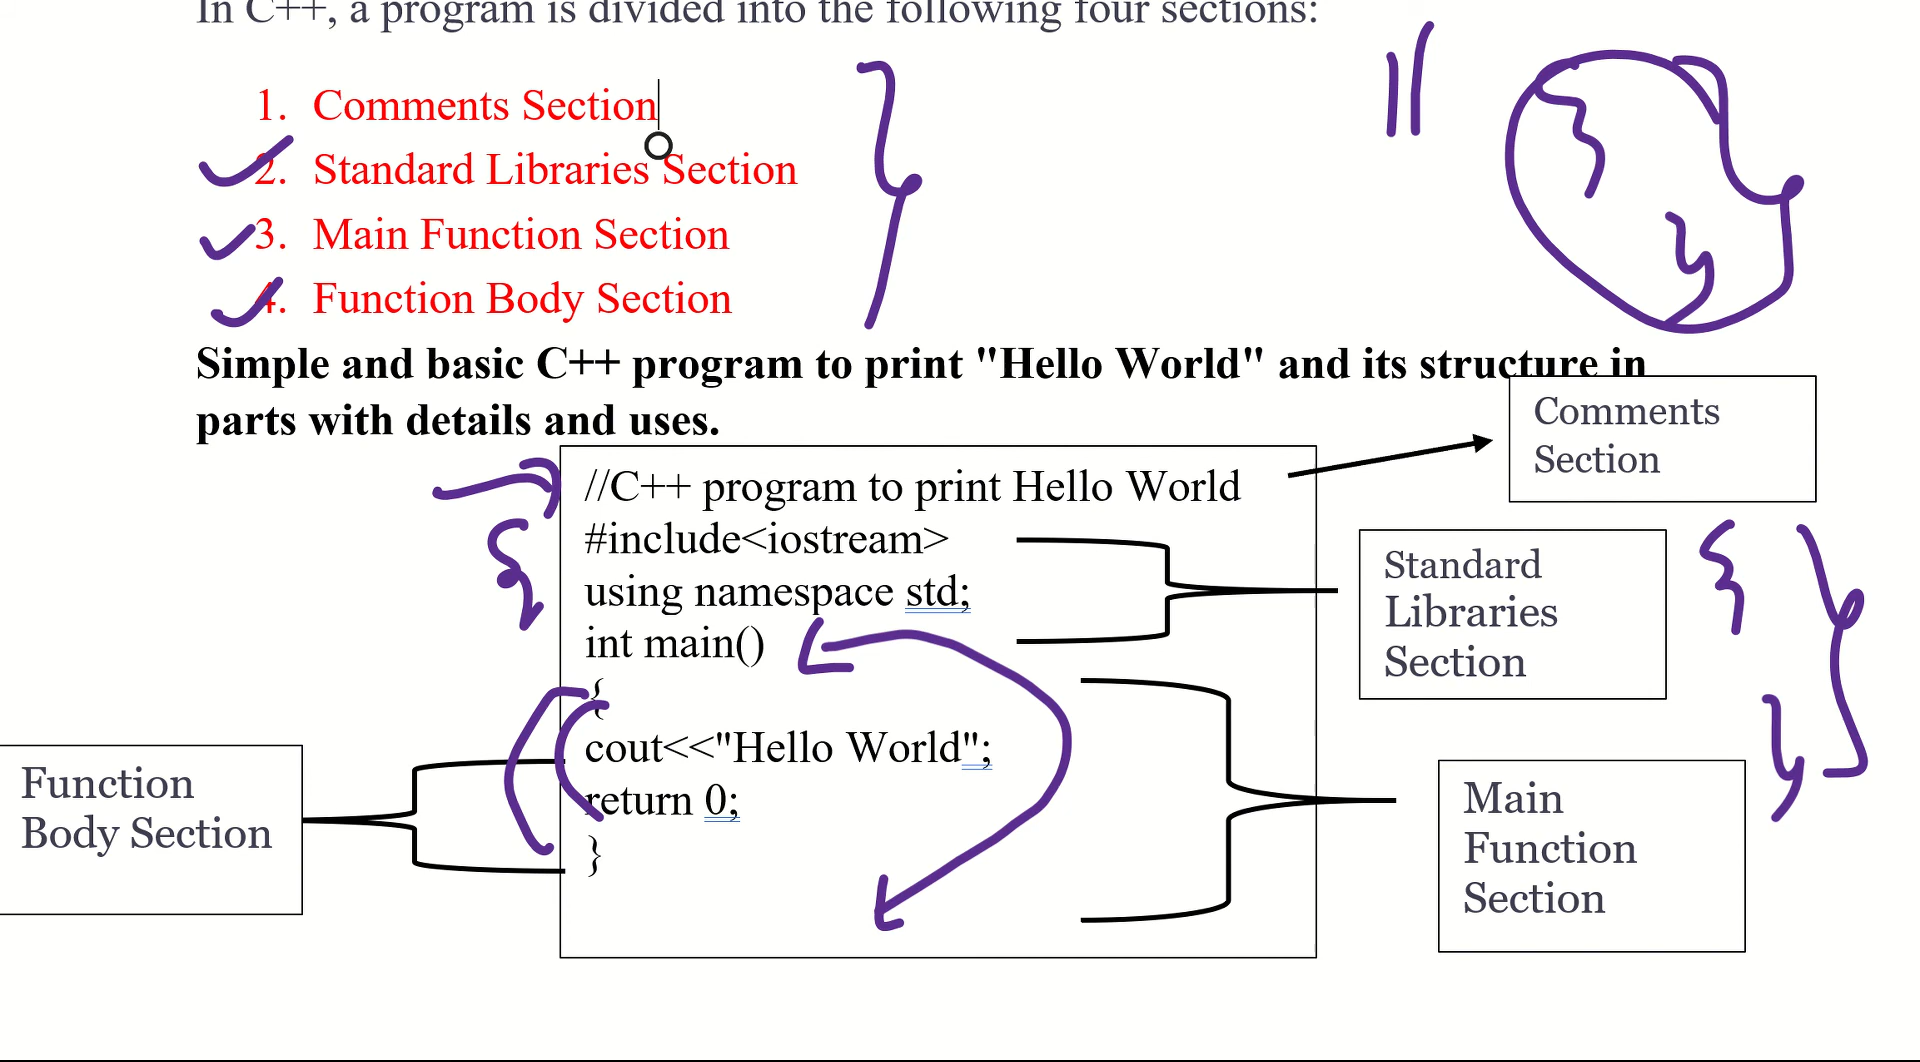 In C++, a program is divided into the following four sections:
1. Comments Section
2. Standard Libraries Section
3. Main Function Section
4. Function Body Section
Simple and basic C++ program to print "Hello World" and its structure in
parts with details and uses.
//C++ program to print Hello World
#include<iostream>
using namespace std;
int main()
{
cout<<"Hello World";
return 0;
}
Comments
Section
Standard
Libraries
Section
Main
Function
Section
Function
Body Section